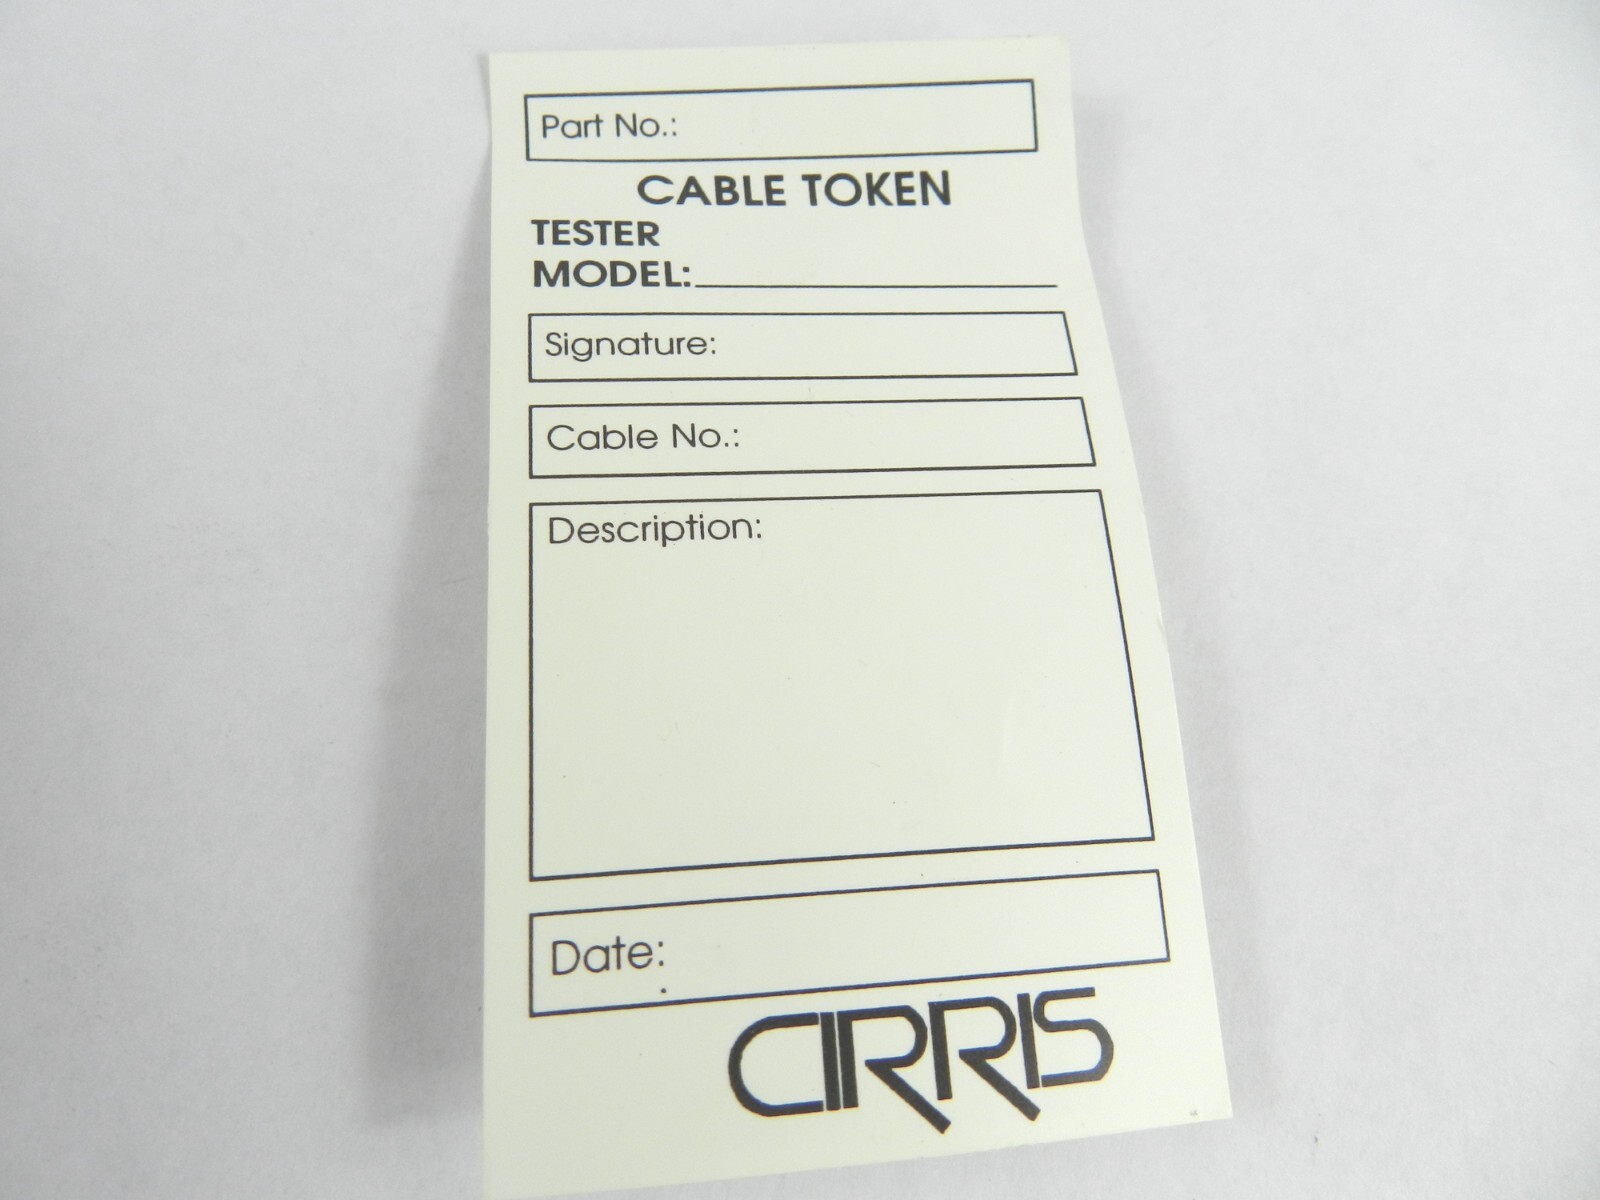 Part No.:
CABLE TOKEN
TESTER
MODEL:
Signature:
Cable No.:
Description:
Date:
CIRRIS